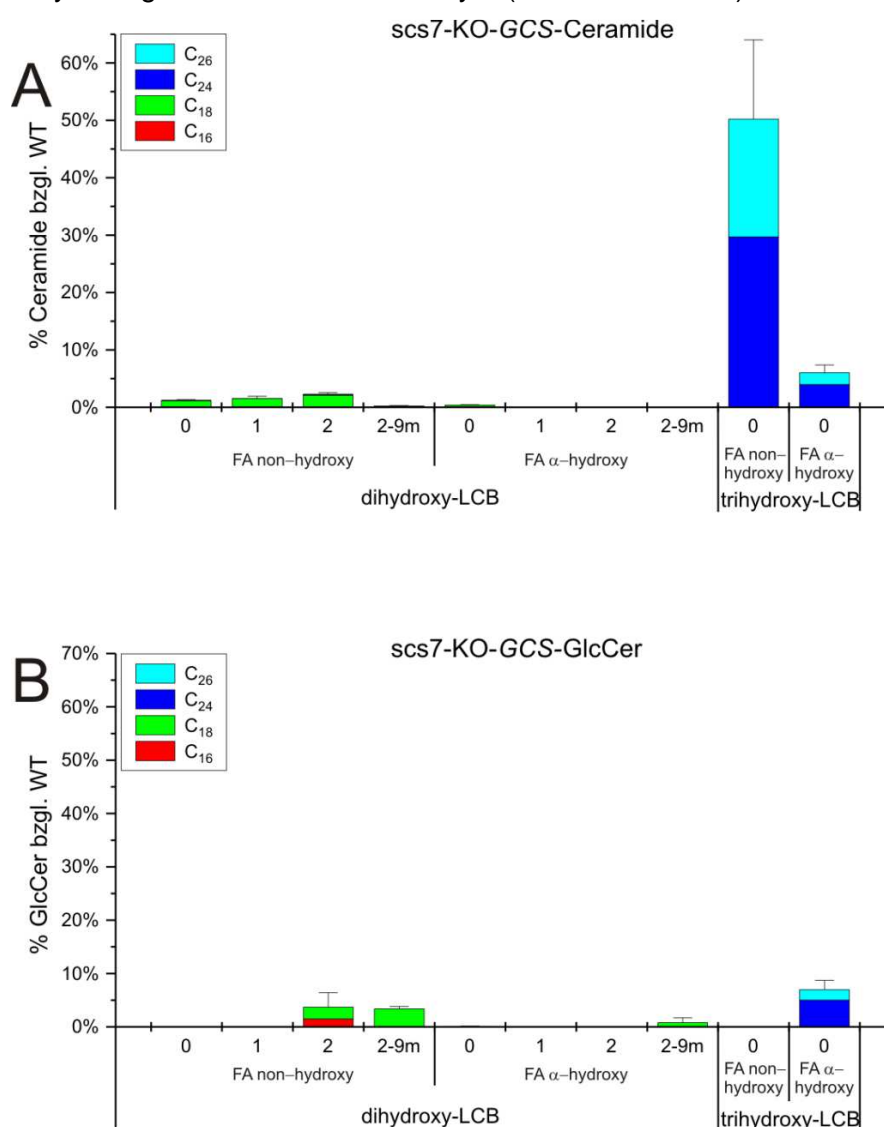 scs7-KO-GCS-Ceramide
A
C26
C24
C18
C16
% Ceramide bzgl. WT
60%
50%
40%
30%
20%
10%
0%
0 1 2 2-9m 0 1 2 2-9m 0 0
FA non–hydroxy FA α–hydroxy FA non–hydroxy FA α–hydroxy
dihydroxy-LCB trihydroxy-LCB
scs7-KO-GCS-GlcCer
B
C26
C24
C18
C16
% GlcCer bzgl. WT
70%
60%
50%
40%
30%
20%
10%
0%
0 1 2 2-9m 0 1 2 2-9m 0 0
FA non–hydroxy FA α–hydroxy FA non–hydroxy FA α–hydroxy
dihydroxy-LCB trihydroxy-LCB